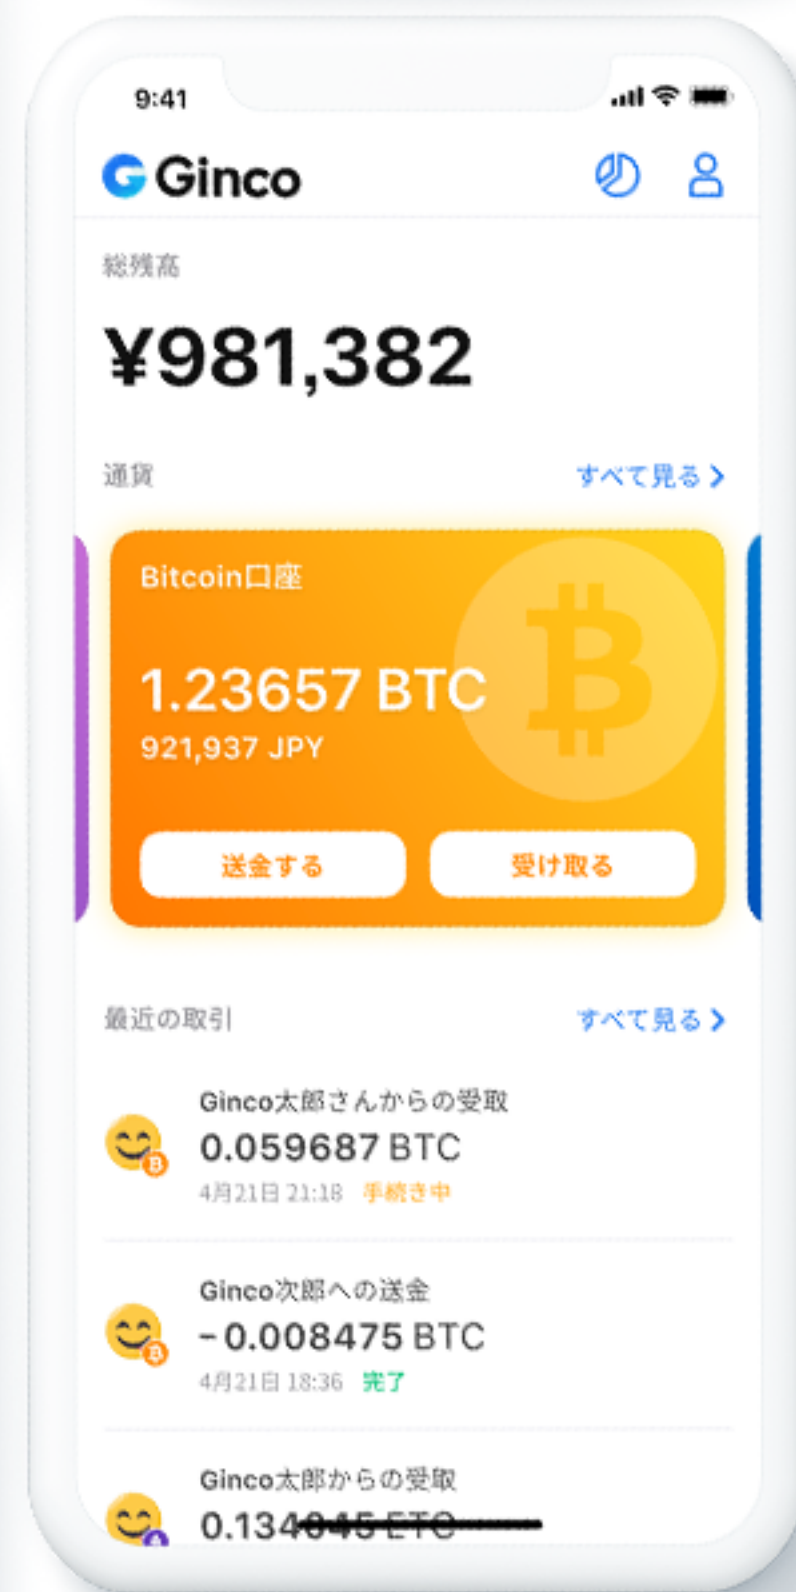 9:41
Ginco
総残高
¥981,382
通貨
すべて見る
Bitcoin口座
1.23657 BTC
921,937 JPY
送金する
受け取る
最近の取引
すべて見る
Ginco太郎さんからの受取
0.059687 BTC
4月21日 21:18 手続き中
Ginco次郎への送金
-0.008475 BTC
4月21日 18:36 完了
Ginco太郎からの受取